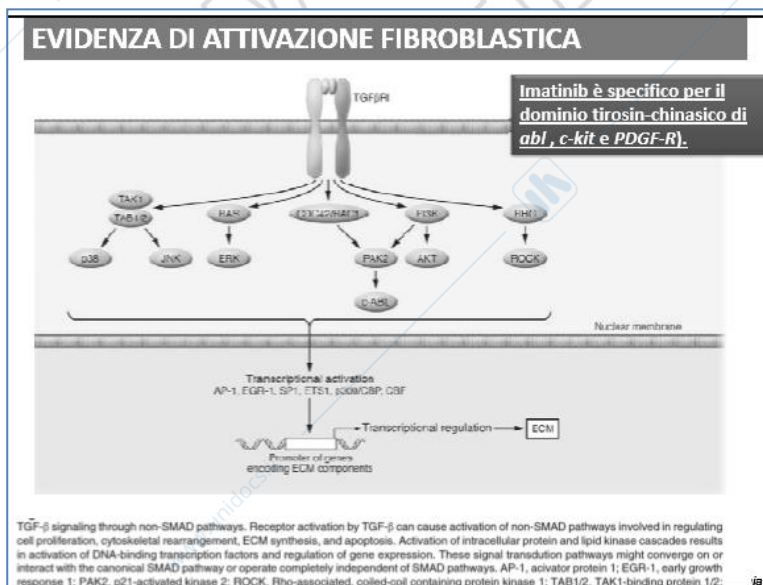 EVIDENZA DI ATTIVAZIONE FIBROBLASTICA
Imatinib è specifico per il
dominio tirosin-chinasico di
abl , c-kit e PDGF-R).
TGFβRI
TAK1
TAB1/2
RAS
CDC42/RAC1
PI3K
RHO
p38
JNK
ERK
PAK2
AKT
ROCK
c-ABL
Nuclear membrane
Transcriptional activation
AP-1, EGR-1, SP1, ETS1, p300/CBP, CBF
Transcriptional regulation
ECM
Promoter of genes
encoding ECM components
TGF-β signaling through non-SMAD pathways. Receptor activation by TGF-β can cause activation of non-SMAD pathways involved in regulating
cell proliferation, cytoskeletal rearrangement, ECM synthesis, and apoptosis. Activation of intracellular protein and lipid kinase cascades results
in activation of DNA-binding transcription factors and regulation of gene expression. These signal transdution pathways might converge on or
interact with the canonical SMAD pathway or operate completely independent of SMAD pathways. AP-1, acivator protein 1; EGR-1, early growth
response 1; PAK2, p21-activated kinase 2; ROCK, Rho-associated, coiled-coil containing protein kinase 1; TAB1/2, TAK1-binding protein 1/2;